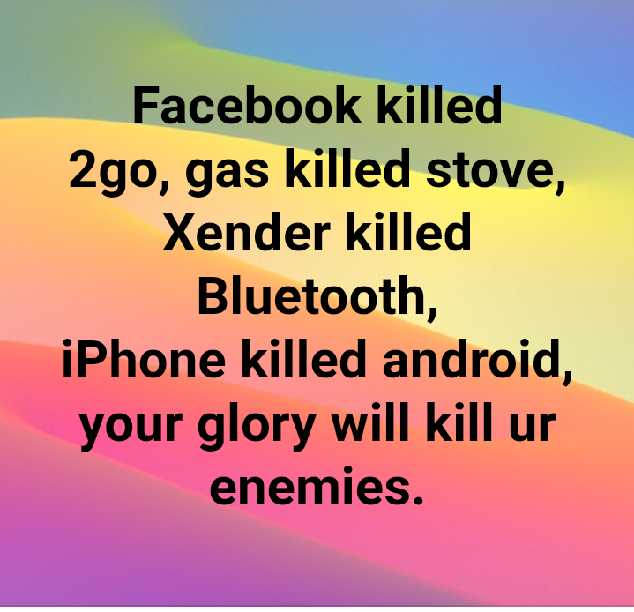 Facebook killed
2go, gas killed stove,
Xender killed
Bluetooth,
iPhone killed android,
your glory will kill ur
enemies.